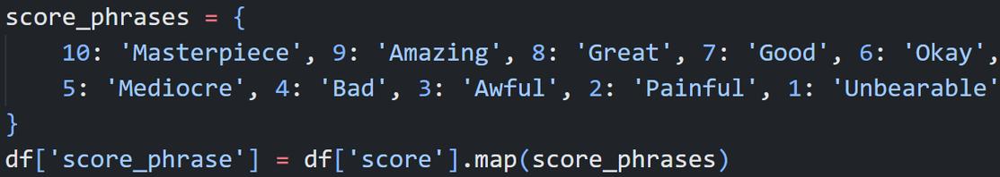 score_phrases = {
    10: 'Masterpiece', 9: 'Amazing', 8: 'Great', 7: 'Good', 6: 'Okay',
    5: 'Mediocre', 4: 'Bad', 3: 'Awful', 2: 'Painful', 1: 'Unbearable'
}
df['score_phrase'] = df['score'].map(score_phrases)